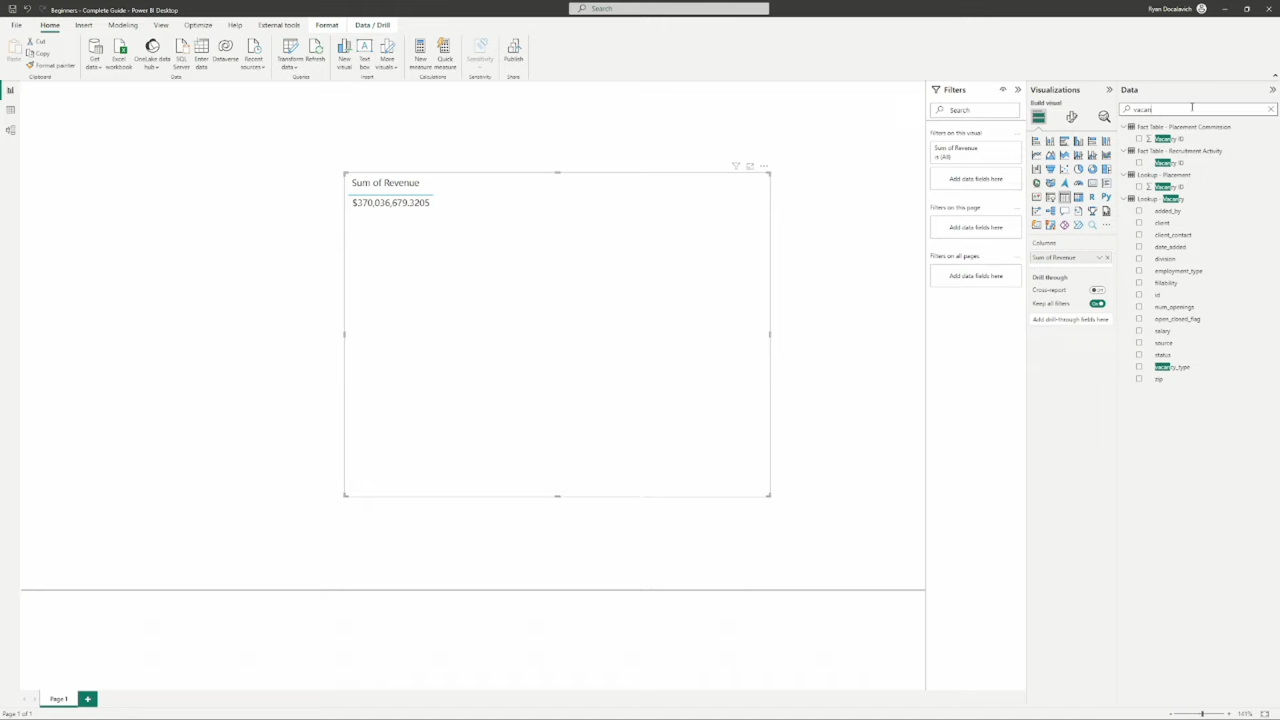 Beginners - Complete Guide - Power BI Desktop
Search
Ryan Docalavich
File
Home
Insert
Modeling
View
Optimize
Help
External tools
Format
Data / Drill
Paste
Cut
Copy
Format painter
Clipboard
Get data
Excel workbook
OneLake data hub
SQL Server
Enter data
Dataverse
Recent sources
Data
Transform data
Refresh
Queries
New visual
Text box
More visuals
Insert
New measure
Quick measure
Calculations
Sensitivity
Sensitivity
Publish
Share
Sum of Revenue
$370,036,679.3205
Filters
Search
Filters on this visual
Sum of Revenue
is (All)
Add data fields here
Filters on this page
Add data fields here
Filters on all pages
Add data fields here
Visualizations
Build visual
Columns
Sum of Revenue
Drill through
Cross-report
Off
Keep all filters
On
Add drill-through fields here
Data
vacan
Fact Table - Placement Commission
Vacancy ID
Fact Table - Recruitment Activity
Vacancy ID
Lookup - Placement
Vacancy ID
Lookup - Vacancy
added_by
client
client_contact
date_added
division
employment_type
fillability
id
num_openings
open_closed_flag
salary
source
status
vacancy_type
zip
Page 1
Page 1 of 1
141%